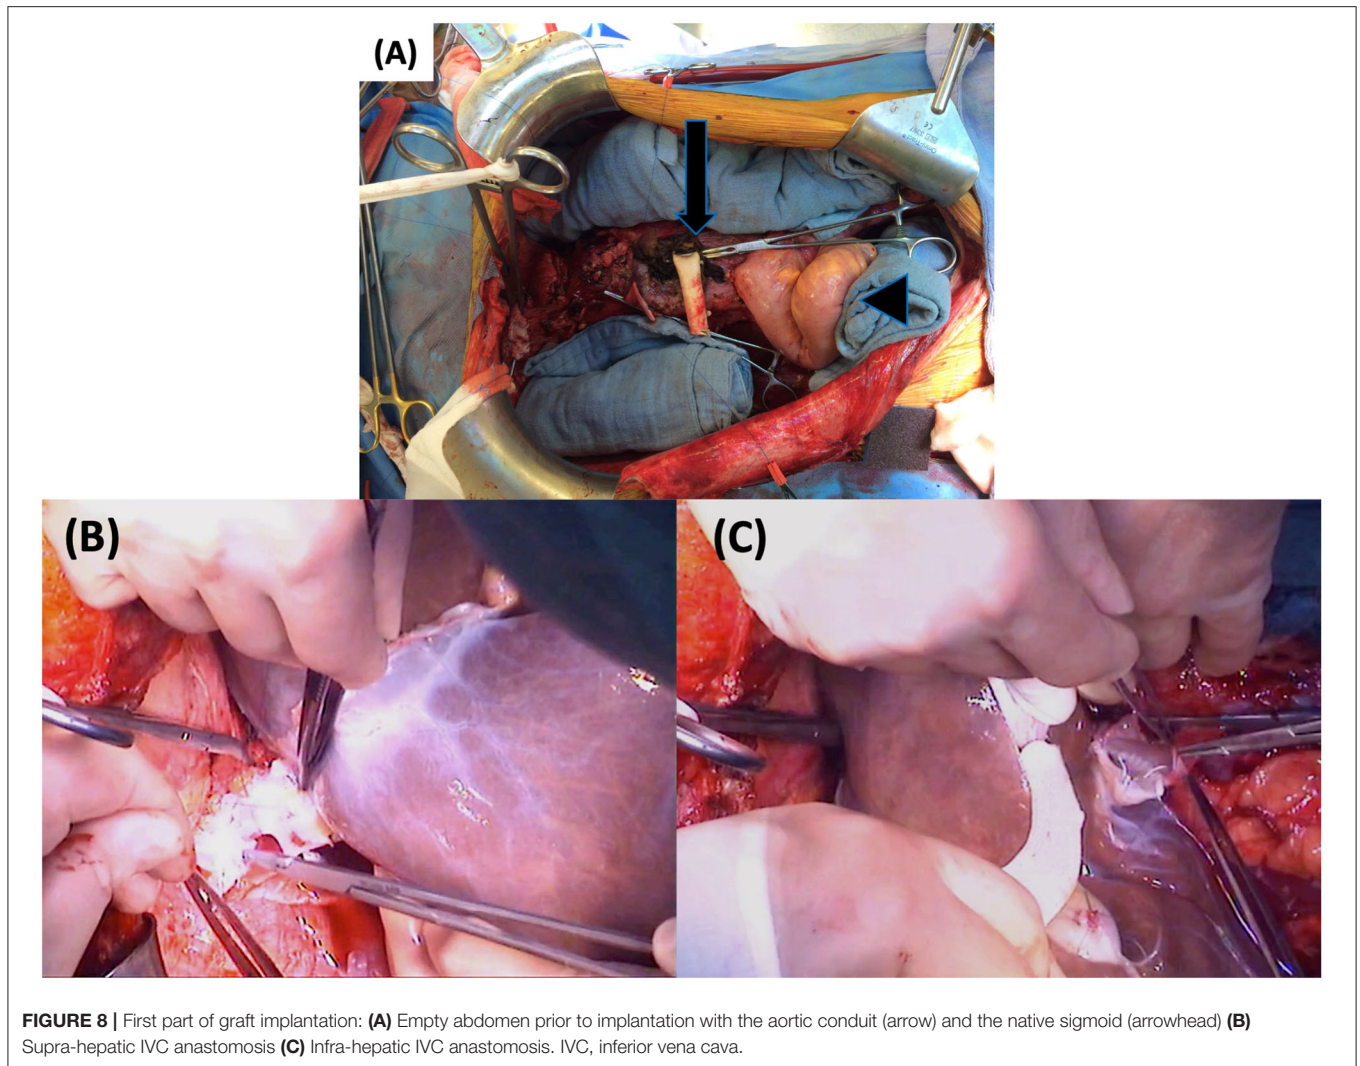 (A)
(B)
(C)
FIGURE 8 | First part of graft implantation: (A) Empty abdomen prior to implantation with the aortic conduit (arrow) and the native sigmoid (arrowhead) (B)
Supra-hepatic IVC anastomosis (C) Infra-hepatic IVC anastomosis. IVC, inferior vena cava.